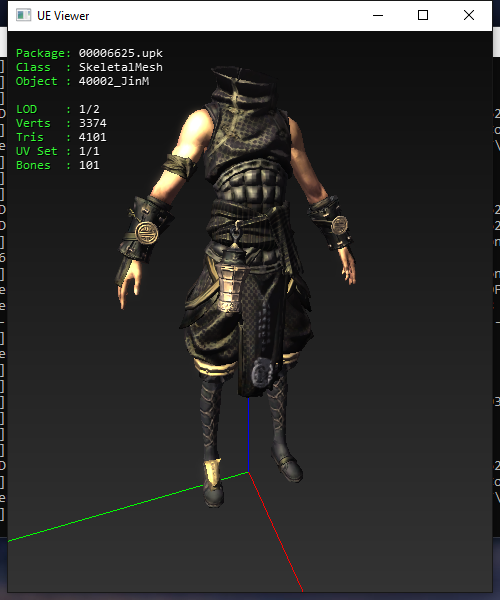 UE Viewer
Package: 00006625.upk
Class : SkeletalMesh
Object : 40002_JinM
LOD : 1/2
Verts : 3374
Tris : 4101
UV Set : 1/1
Bones : 101